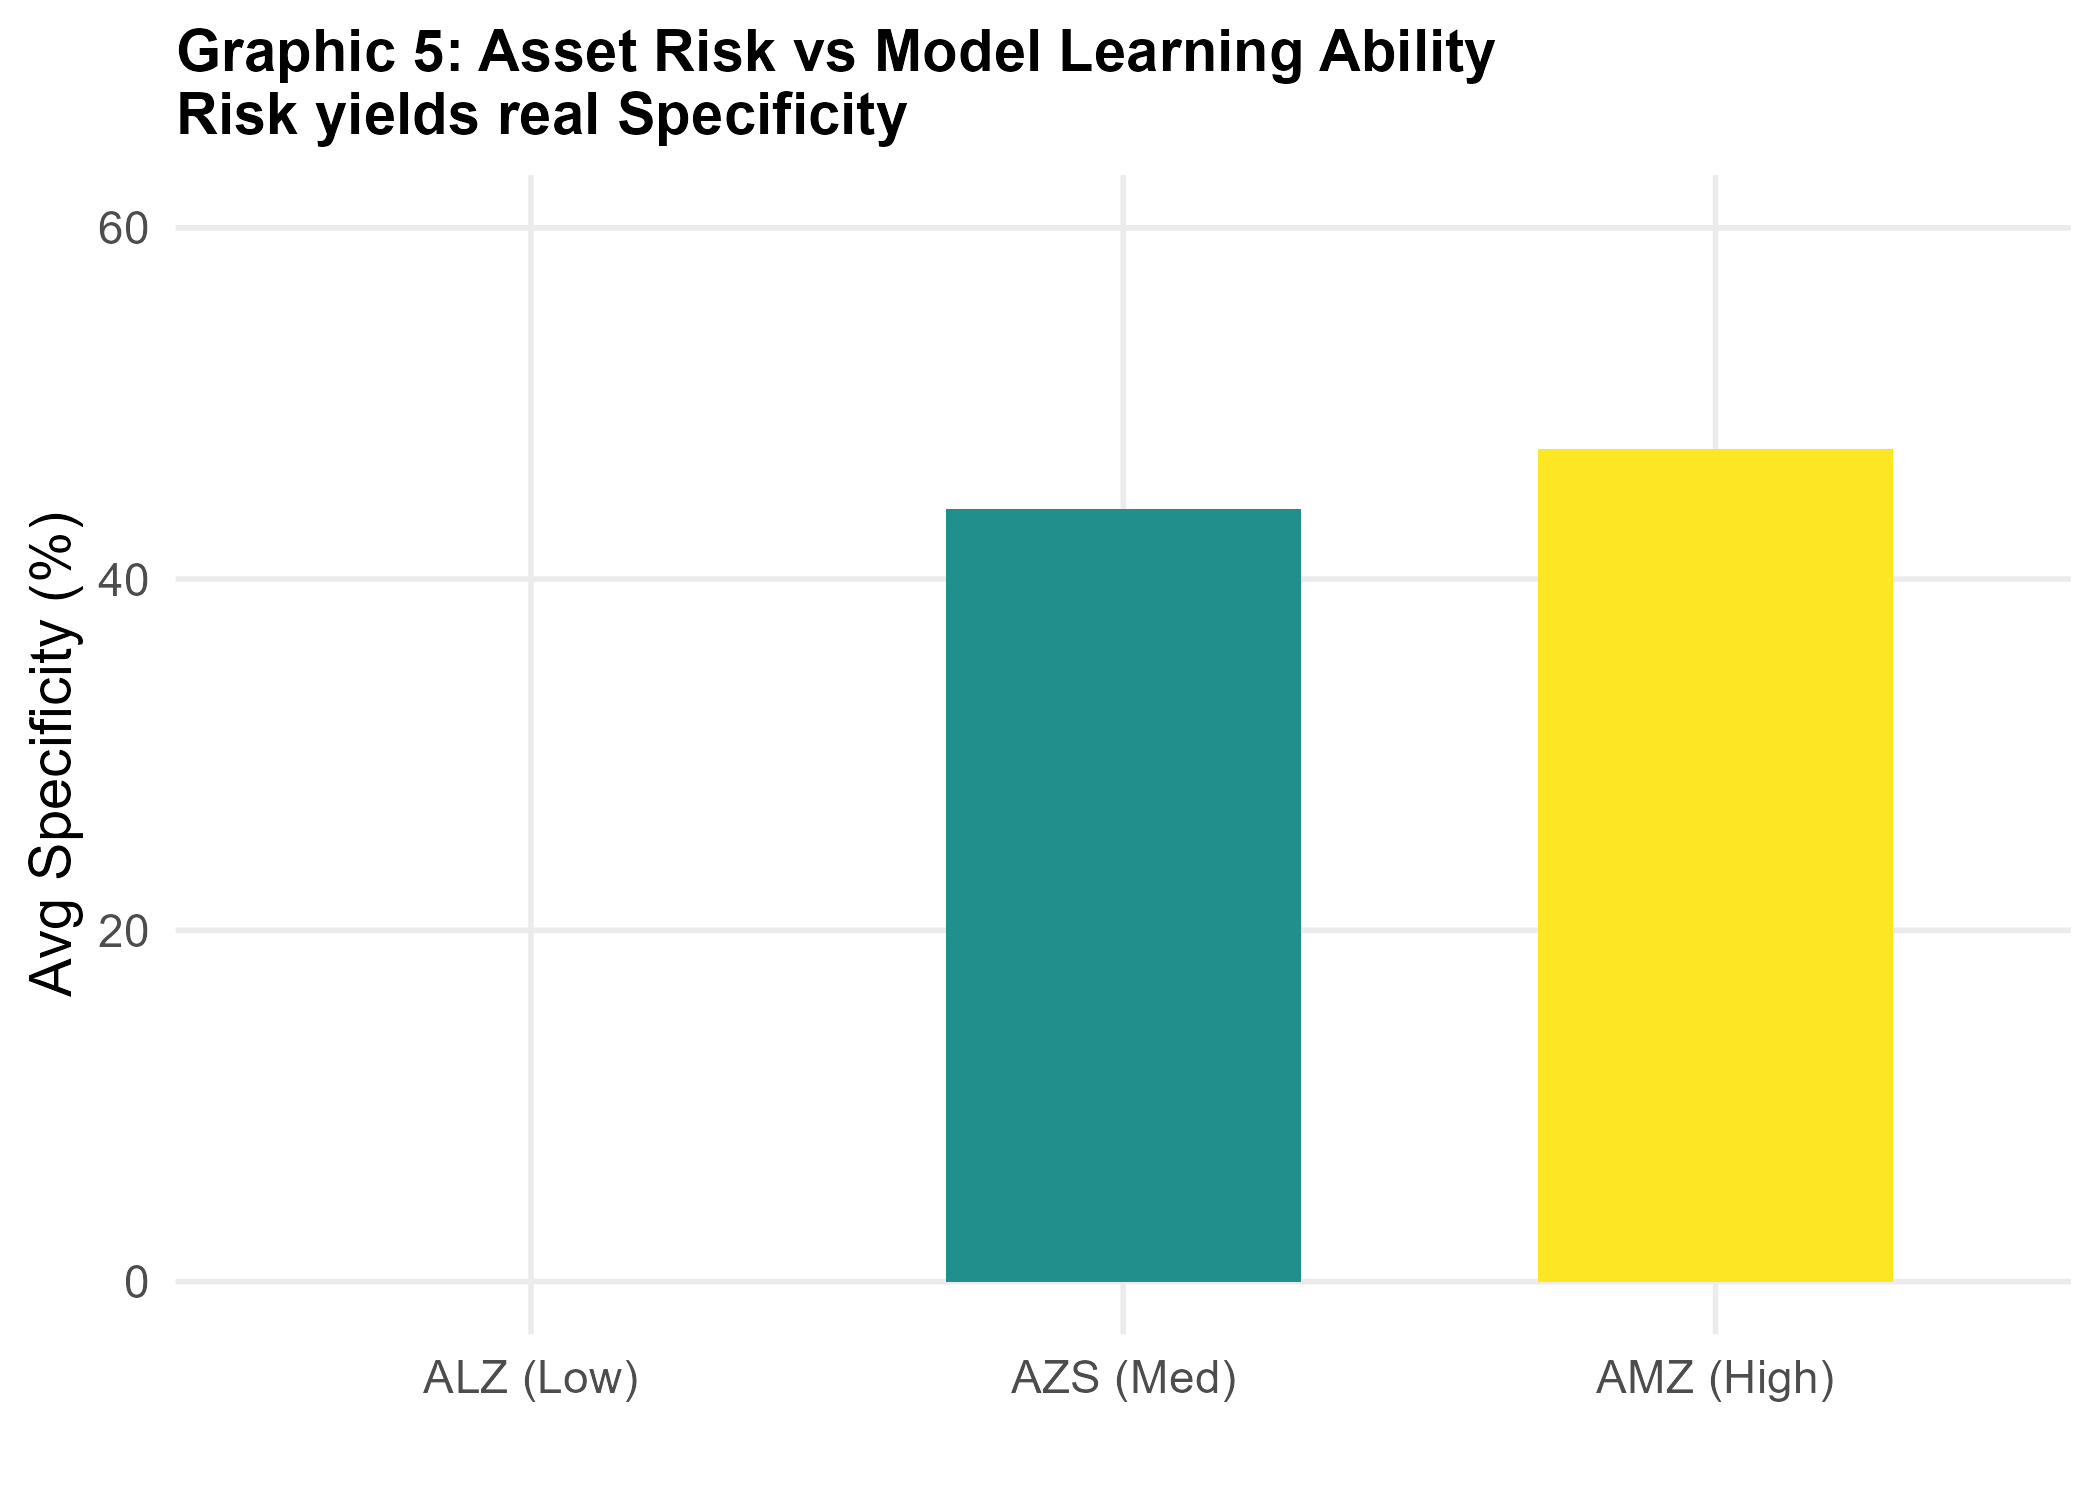 Graphic 5: Asset Risk vs Model Learning Ability
Risk yields real Specificity
Avg Specificity (%)
60
40
20
0
ALZ (Low)
AZS (Med)
AMZ (High)